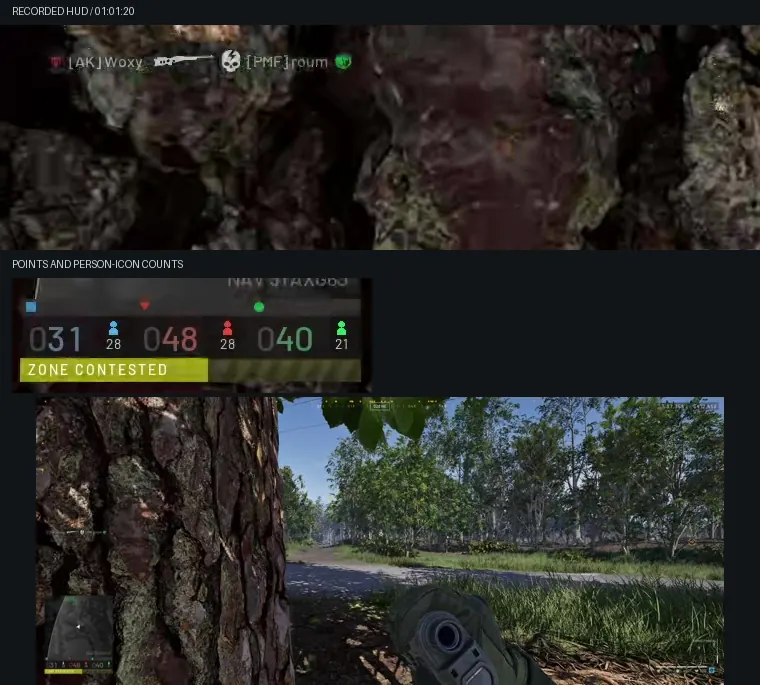 RECORDED HUD / 01:01:20
[AK]Woxy [PMF]roum
POINTS AND PERSON-ICON COUNTS
031 28 048 28 040 21
ZONE CONTESTED